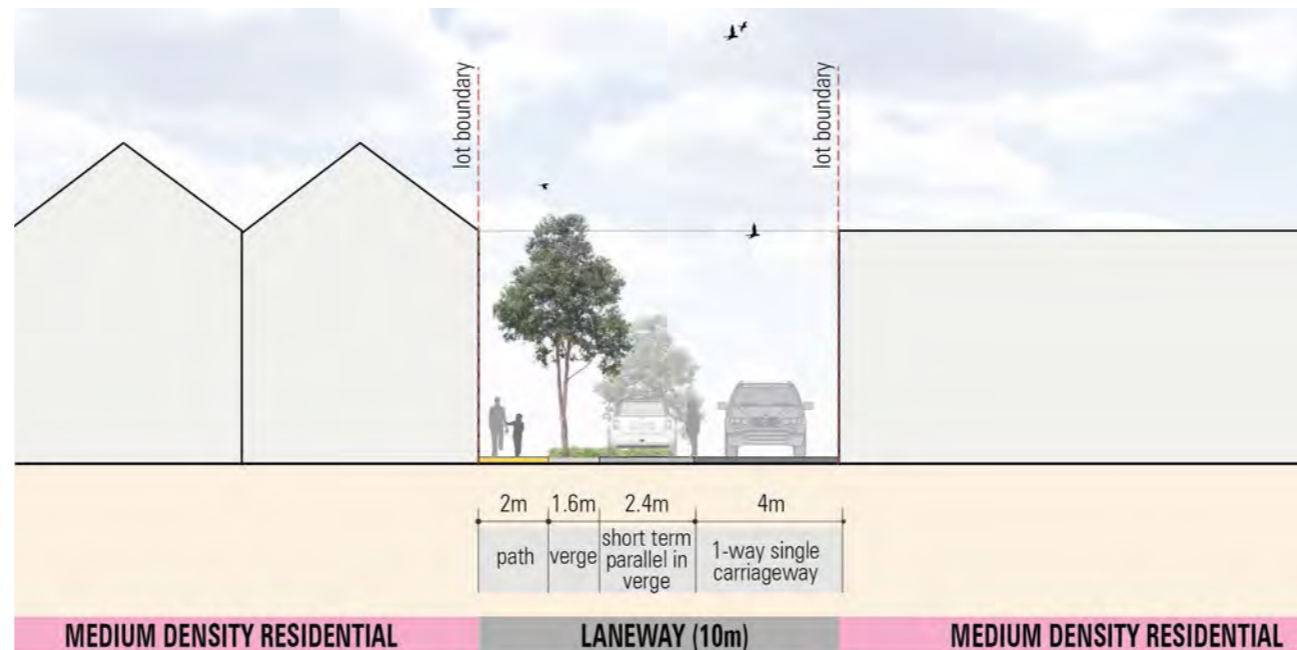 lot boundary
lot boundary
2m
1.6m
2.4m
4m
path
verge
short term
parallel in
verge
1-way single
carriageway
MEDIUM DENSITY RESIDENTIAL
LANEWAY (10m)
MEDIUM DENSITY RESIDENTIAL